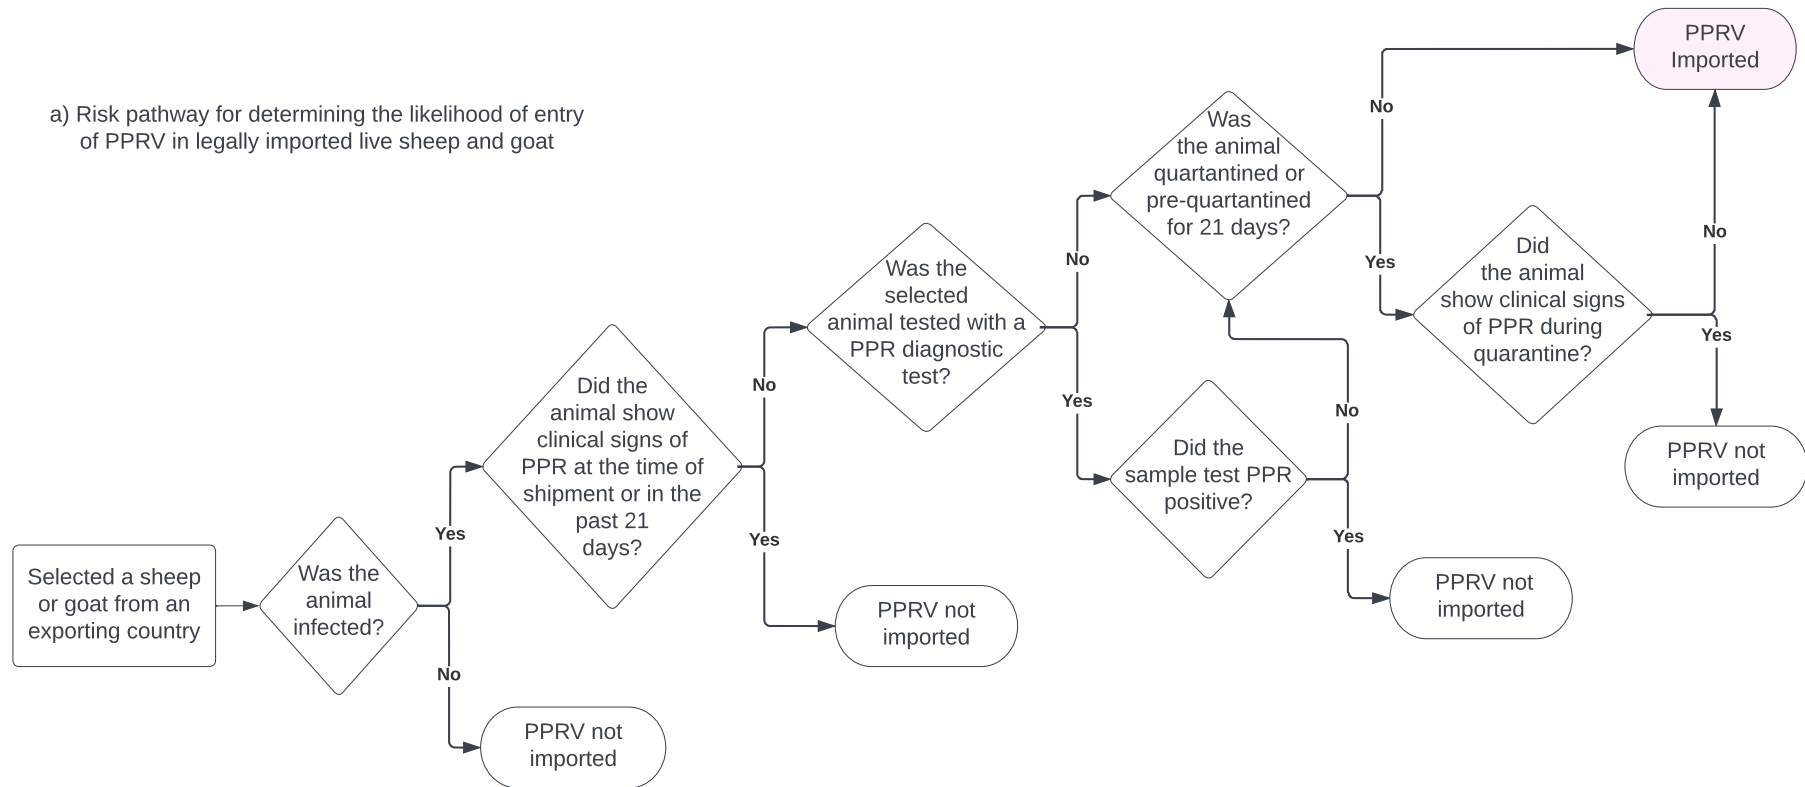 a) Risk pathway for determining the likelihood of entry
of PPRV in legally imported live sheep and goat
Selected a sheep
or goat from an
exporting country
Was the
animal
infected?
Yes
No
PPRV not
imported
Did the
animal show
clinical signs of
PPR at the time of
shipment or in the
past 21
days?
No
Yes
PPRV not
imported
Was the
selected
animal tested with a
PPR diagnostic
test?
No
Yes
Did the
sample test PPR
positive?
No
Yes
PPRV not
imported
Was
the animal
quartantined or
pre-quartantined
for 21 days?
No
Yes
Did
the animal
show clinical signs
of PPR during
quarantine?
No
Yes
PPRV
Imported
PPRV not
imported